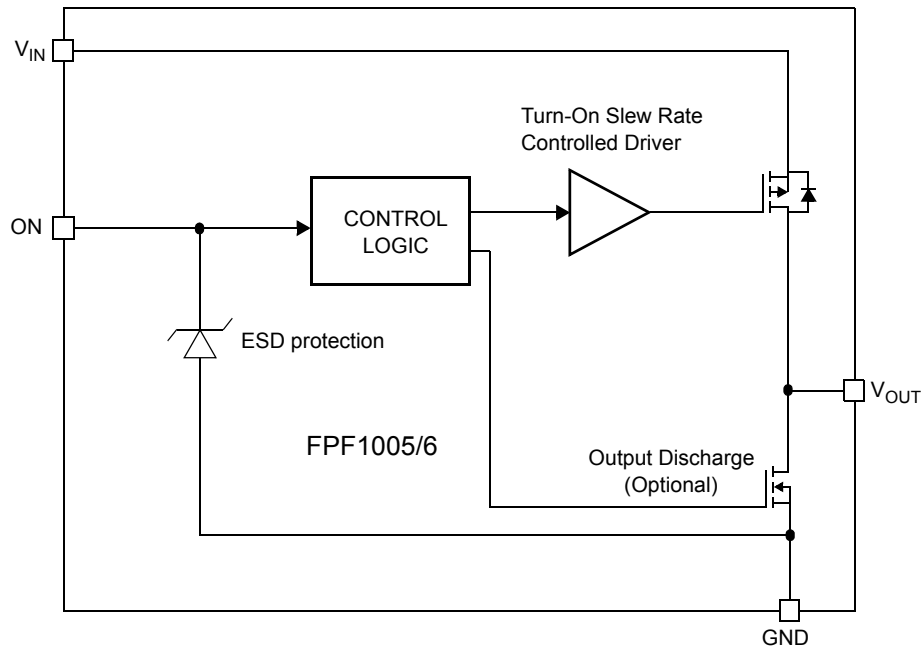 V_IN
Turn-On Slew Rate
Controlled Driver
ON
CONTROL
LOGIC
ESD protection
V_OUT
FPF1005/6
Output Discharge
(Optional)
GND